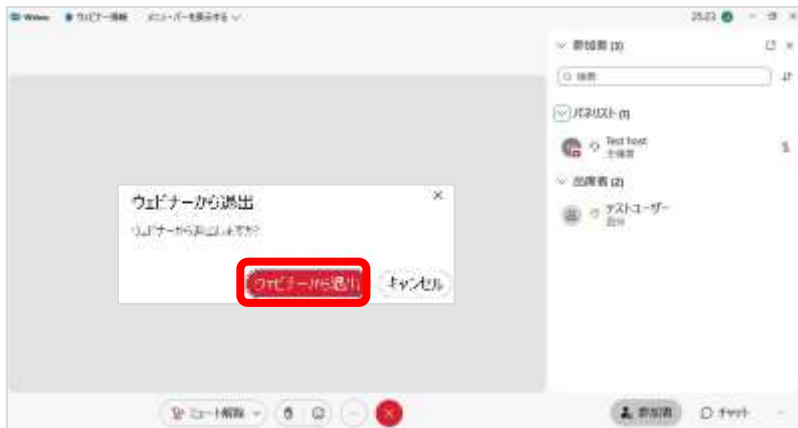 Webex ウェビナー情報 メニューバーを表示する
参加者 (3)
検索
パネリスト (1)
Test host
主催者
出席者 (2)
テストユーザー
自分
ウェビナーから退出
ウェビナーから退出しますか?
ウェビナーから退出 キャンセル
ミュート解除
参加者 チャット